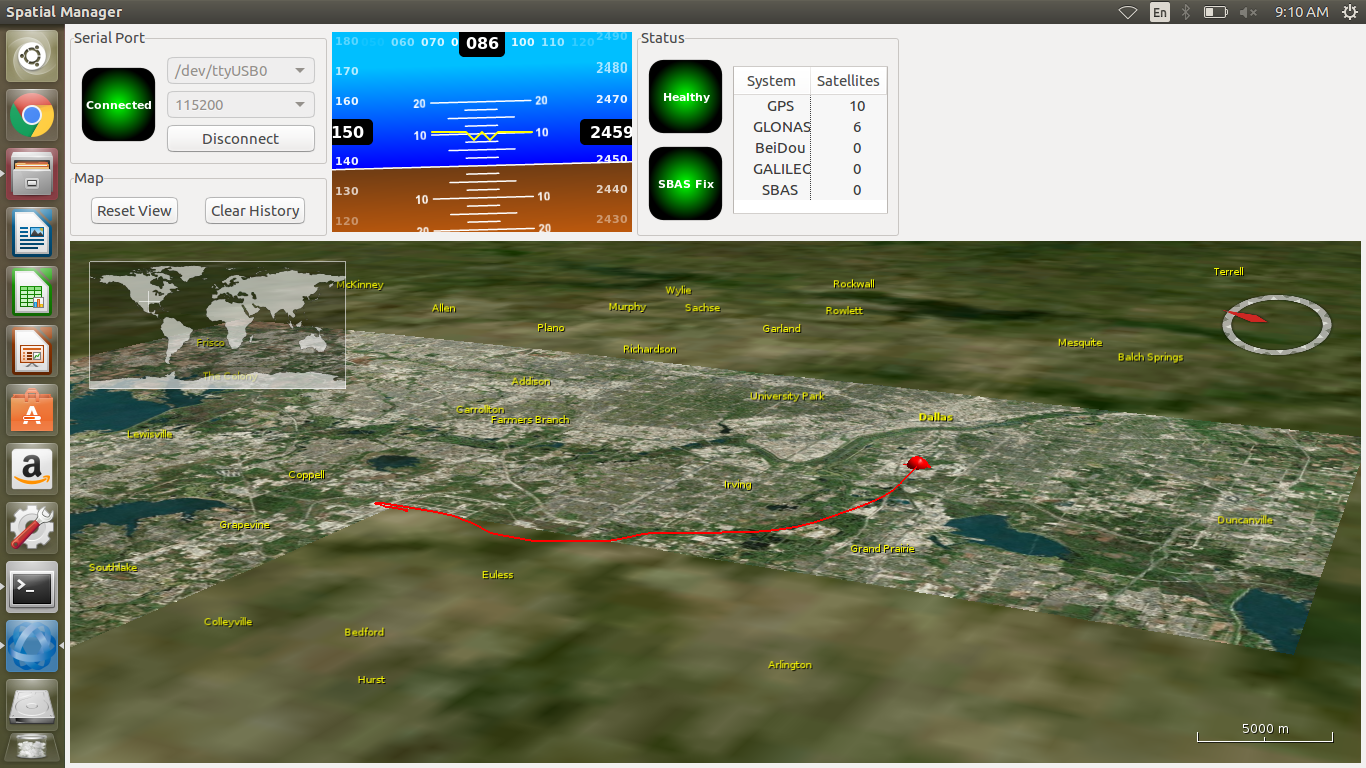 Spatial Manager
En
9:10 AM
Serial Port
Connected
/dev/ttyUSB0
115200
Disconnect
Map
Reset View
Clear History
180 060 070 086 100 110 120 2490
170 2480
160 20 20 2470
150 10 10 2459
140 2450
130 10 10 2440
120 20 20 2430
Status
Healthy
SBAS Fix
System Satellites
GPS 10
GLONAS 6
BeiDou 0
GALILEC 0
SBAS 0
Terrell
McKinney
Rockwall
Wylie
Allen
Murphy
Sachse
Rowlett
Plano
Garland
Frisco
Richardson
Mesquite
Balch Springs
The Colony
Addison
University Park
Carrollton
Farmers Branch
Dallas
Lewisville
Coppell
Irving
Grapevine
Duncanville
Grand Prairie
Southlake
Euless
Colleyville
Bedford
Arlington
Hurst
5000 m